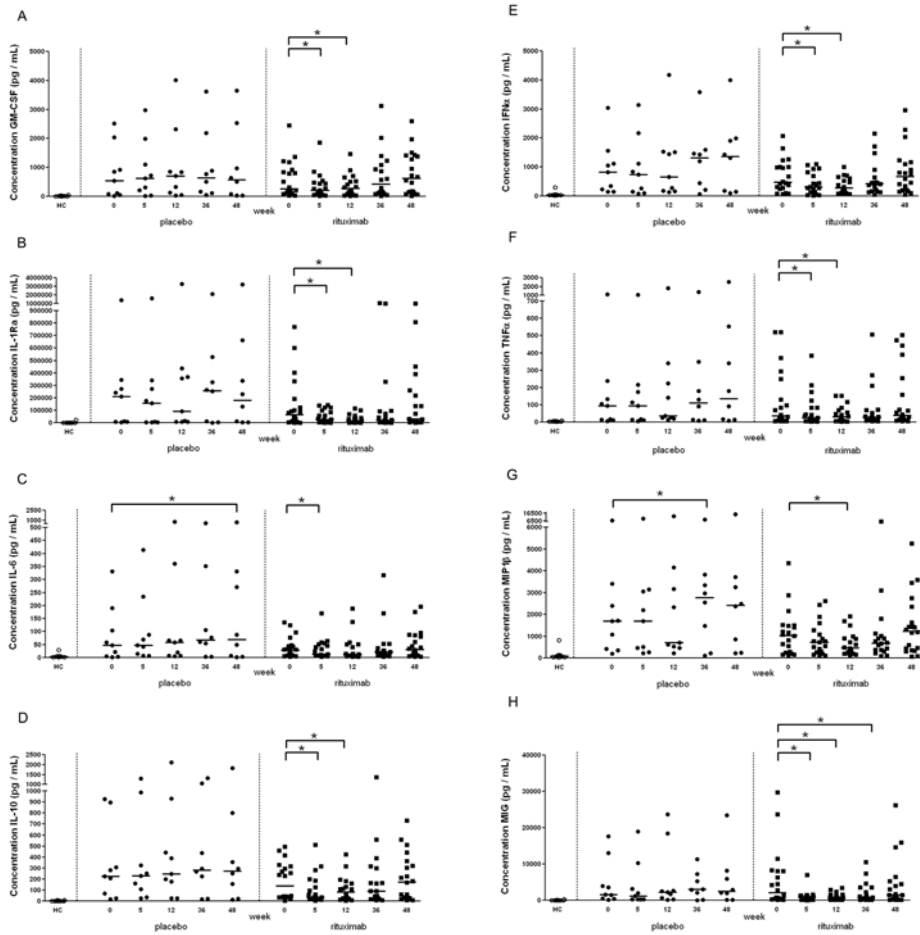 A
*
*
Concentration GM-CSF (pg / mL)
5000
4000
3000
2000
1000
0
HC
0 5 12 36 48 0 5 12 36 48
week
placebo rituximab
B
*
*
Concentration IL-1Ra (pg / mL)
4000000
3000000
2000000
1000000
900000
800000
700000
600000
500000
400000
300000
200000
100000
0
HC
0 5 12 36 48 0 5 12 36 48
week
placebo rituximab
C
*
*
Concentration IL-6 (pg / mL)
2500
1000
500
350
300
250
200
150
100
50
0
HC
0 5 12 36 48 0 5 12 36 48
week
placebo rituximab
D
*
*
Concentration IL-10 (pg / mL)
2500
2000
1500
1000
900
800
700
600
500
400
300
200
100
0
HC
0 5 12 36 48 0 5 12 36 48
week
placebo rituximab
E
*
*
Concentration IFNα (pg / mL)
5000
4000
3000
2000
1000
0
HC
0 5 12 36 48 0 5 12 36 48
week
placebo rituximab
F
*
*
Concentration TNFα (pg / mL)
3000
2000
1000
700
600
500
400
300
200
100
0
HC
0 5 12 36 48 0 5 12 36 48
week
placebo rituximab
G
*
*
Concentration MIP1β (pg / mL)
16500
6500
5000
4000
3000
2000
1000
0
HC
0 5 12 36 48 0 5 12 36 48
week
placebo rituximab
H
*
*
*
Concentration MIG (pg / mL)
40000
30000
20000
10000
0
HC
0 5 12 36 48 0 5 12 36 48
week
placebo rituximab